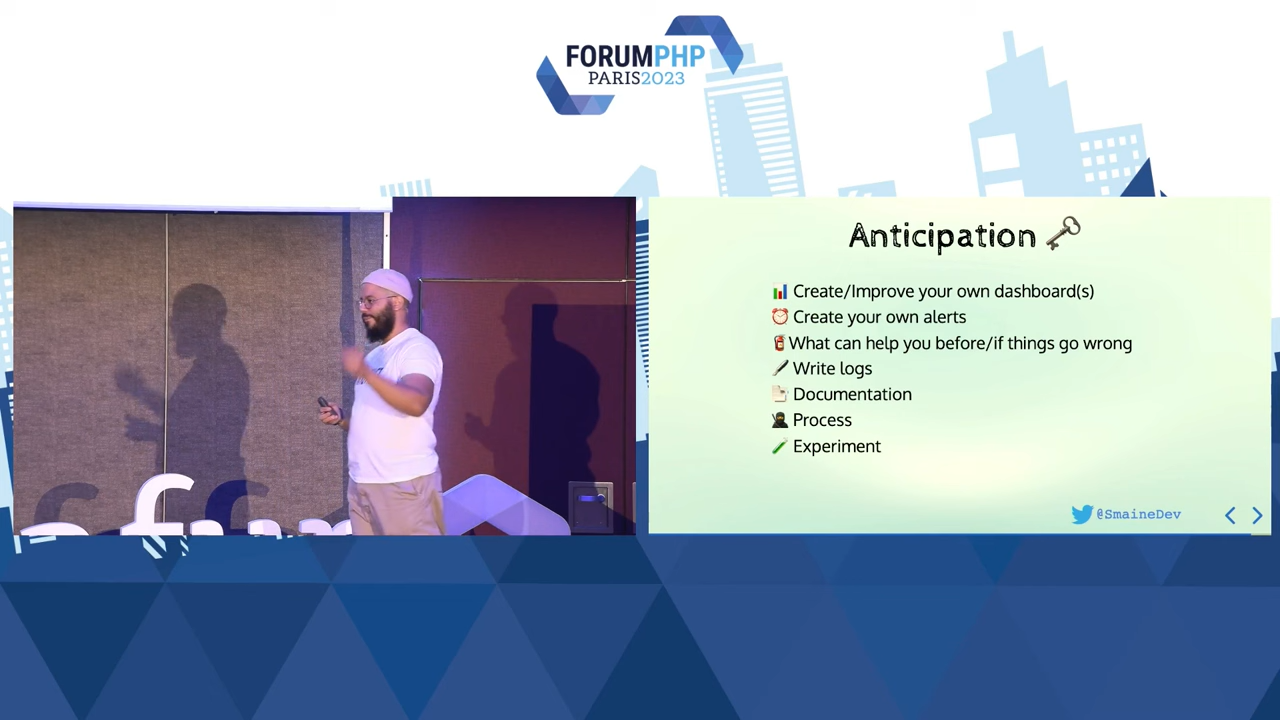 FORUMPHP
PARIS2023
Anticipation
Create/Improve your own dashboard(s)
Create your own alerts
What can help you before/if things go wrong
Write logs
Documentation
Process
Experiment
@SmaineDev